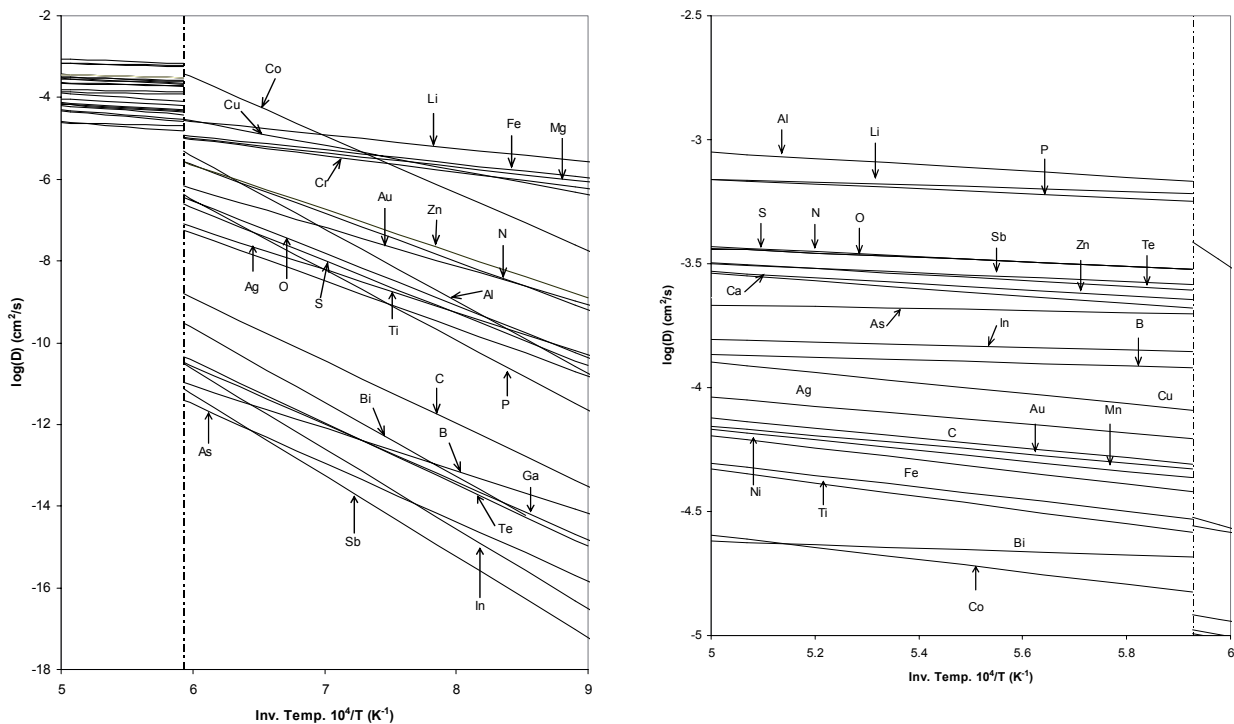 -2
-4
-6
-8
-10
-12
-14
-16
-18
log(D) (cm²/s)
5 6 7 8 9
Inv. Temp. 10⁴/T (K⁻¹)
Co
Cu
Li
Fe
Mg
Cr
Au
Zn
N
Ag
O
S
Ti
Al
P
C
Bi
B
As
Ga
Te
Sb
In
-2.5
-3
-3.5
-4
-4.5
-5
log(D) (cm²/s)
5 5.2 5.4 5.6 5.8 6
Inv. Temp. 10⁴/T (K⁻¹)
Al
Li
P
S
N
O
Sb
Zn
Te
Ca
As
In
B
Ag
Cu
Au
Mn
C
Ni
Ti
Fe
Bi
Co